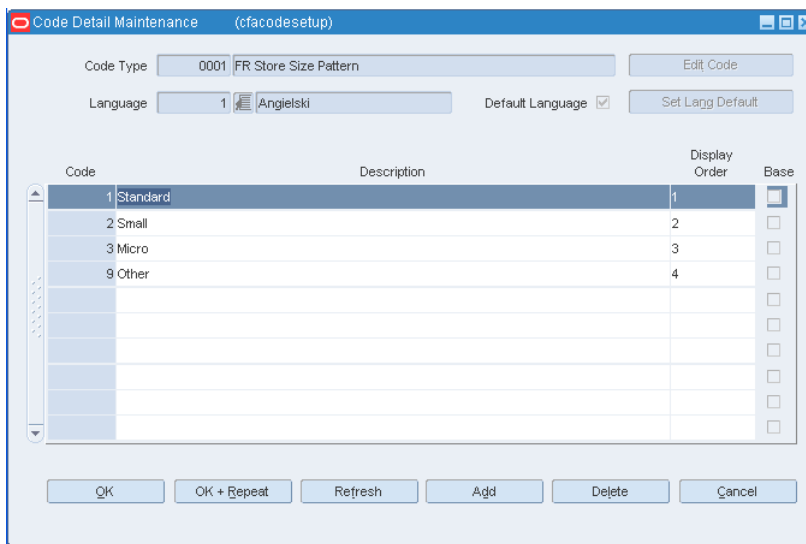 Code Detail Maintenance (cfacodesetup)
Code Type 0001 FR Store Size Pattern Edit Code
Language 1 Angielski Default Language Set Lang Default
Code Description Display Order Base
1 Standard 1
2 Small 2
3 Micro 3
9 Other 4
OK OK + Repeat Refresh Add Delete Cancel